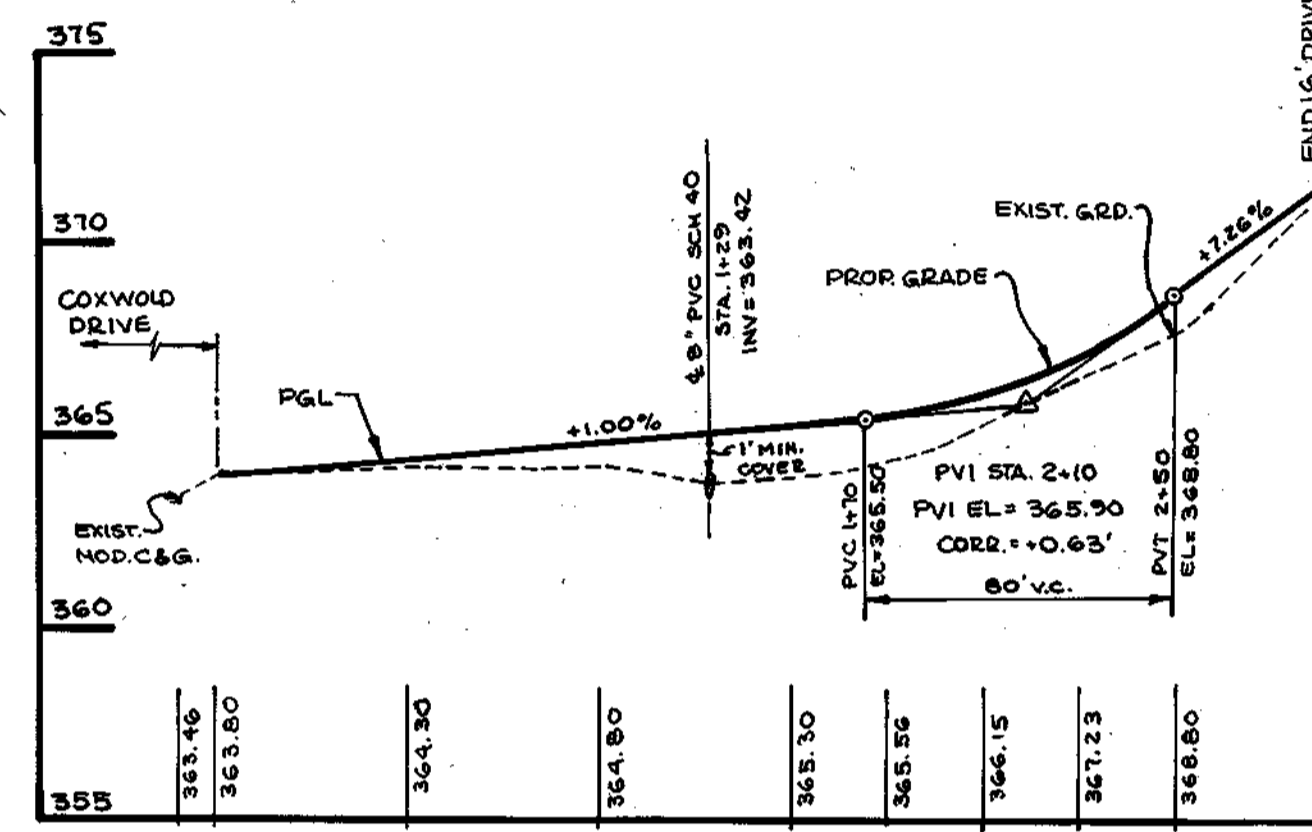 375
370
365
360
355
COXWOLD
DRIVE
PGL
EXIST.
MOD. C&G.
+1.00%
48" PVC SCH 40
STA. 1+29
INV = 363.42
1' MIN.
COVER
PROP. GRADE
EXIST. GRD.
+7.26%
PVC 1+70
EL = 365.50
PVI STA. 2+10
PVI EL = 365.90
CORR. = +0.63'
80' V.C.
PVT 2+50
EL = 368.80
END 16' DRIVE
363.46
363.80
364.30
364.80
365.30
365.56
366.15
367.23
368.80